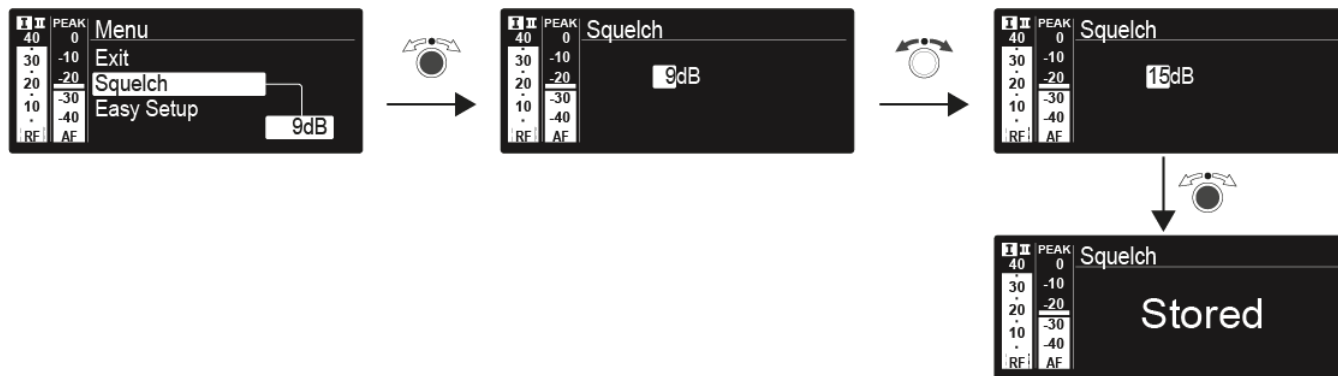 I II PEAK Menu
40 0
30 -10 Exit
20 -20 Squelch
10 -30 Easy Setup
-40 9dB
RF AF
I II PEAK Squelch
40 0
30 -10
20 -20 9dB
10 -30
-40
RF AF
I II PEAK Squelch
40 0
30 -10
20 -20 15dB
10 -30
-40
RF AF
I II PEAK Squelch
40 0
30 -10
20 -20 Stored
10 -30
-40
RF AF